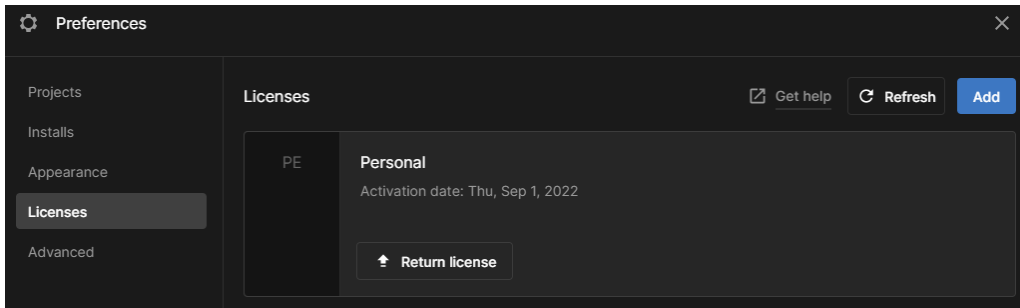 Preferences
Projects
Installs
Appearance
Licenses
Advanced
Licenses
Get help
Refresh
Add
PE
Personal
Activation date: Thu, Sep 1, 2022
Return license